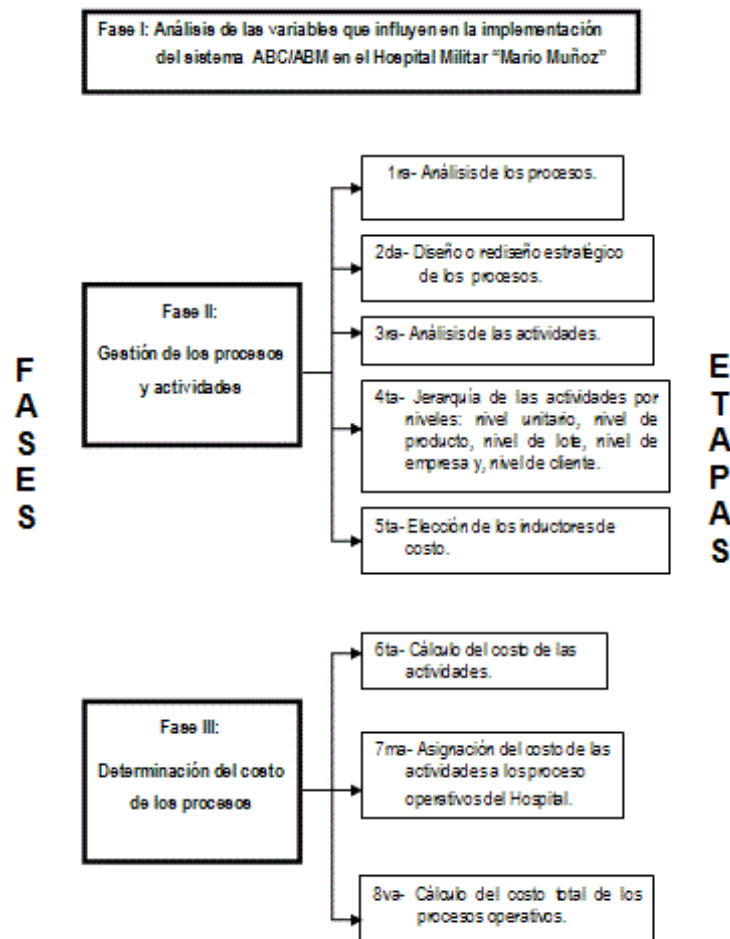 Fase I: Análisis de las variables que influyen en la implementación
del sistema ABC/ABM en el Hospital Militar “Mario Muñoz”
FASES
Fase II:
Gestión de los procesos
y actividades
1ra- Análisis de los procesos.
2da- Diseño o rediseño estratégico
de los procesos.
3ra- Análisis de las actividades.
4ta- Jerarquía de las actividades por
niveles: nivel unitario, nivel de
producto, nivel de lote, nivel de
empresa y, nivel de cliente.
5ta- Elección de los inductores de
costo.
ETAPAS
Fase III:
Determinación del costo
de los procesos
6ta- Cálculo del costo de las
actividades.
7ma- Asignación del costo de las
actividades a los proceso
operativos del Hospital.
8va- Cálculo del costo total de los
procesos operativos.